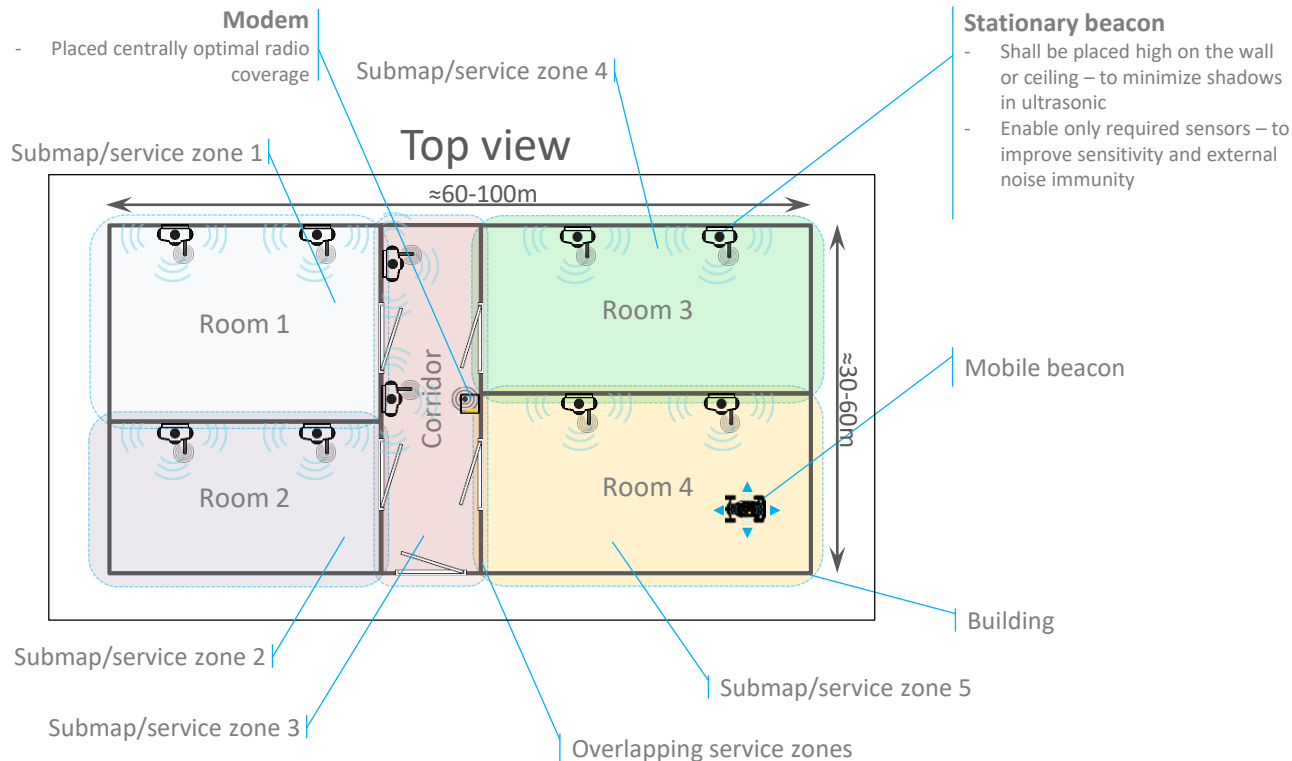 Modem
- Placed centrally optimal radio
coverage
Submap/service zone 4
Stationary beacon
- Shall be placed high on the wall
or ceiling – to minimize shadows
in ultrasonic
- Enable only required sensors – to
improve sensitivity and external
noise immunity
Submap/service zone 1
Top view
≈60-100m
Room 1
Room 3
Corridor
≈30-60m
Mobile beacon
Room 2
Room 4
Building
Submap/service zone 2
Submap/service zone 5
Submap/service zone 3
Overlapping service zones